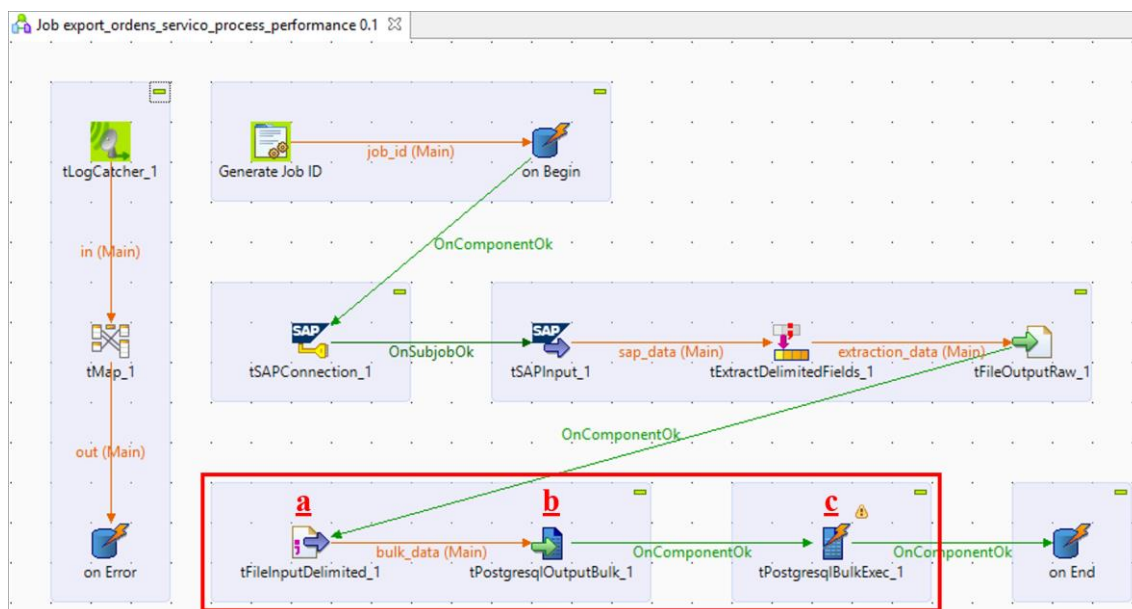 Job export_ordens_servico_process_performance 0.1
job_id (Main)
tLogCatcher_1
Generate Job ID
on Begin
in (Main)
OnComponentOk
SAP
SAP
OnSubjobOk
sap_data (Main)
extraction_data (Main)
tMap_1
tSAPConnection_1
tSAPInput_1
tExtractDelimitedFields_1
tFileOutputRaw_1
OnComponentOk
out (Main)
a
b
c
bulk_data (Main)
OnComponentOk
OnComponentOk
on Error
tFileInputDelimited_1
tPostgresqlOutputBulk_1
tPostgresqlBulkExec_1
on End